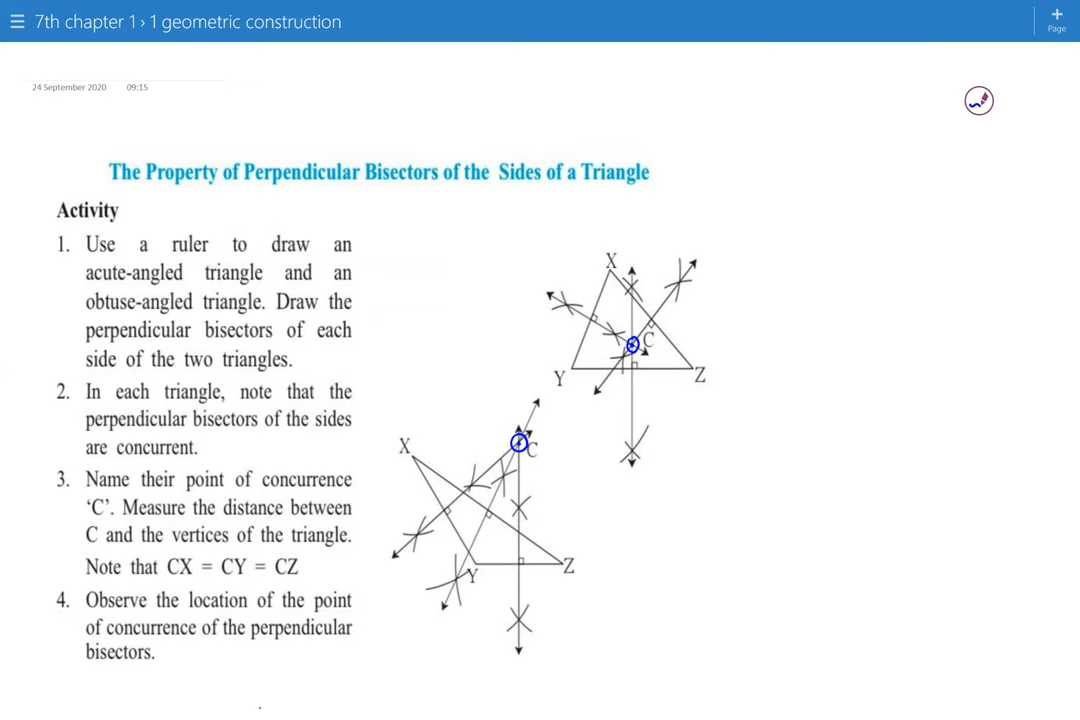 ☰ 7th chapter 1 › 1 geometric construction
+
Page
24 September 2020 09:15
The Property of Perpendicular Bisectors of the Sides of a Triangle
Activity
1. Use a ruler to draw an
acute-angled triangle and an
obtuse-angled triangle. Draw the
perpendicular bisectors of each
side of the two triangles.
2. In each triangle, note that the
perpendicular bisectors of the sides
are concurrent.
3. Name their point of concurrence
‘C’. Measure the distance between
C and the vertices of the triangle.
Note that CX = CY = CZ
4. Observe the location of the point
of concurrence of the perpendicular
bisectors.
X
C
Y
Z
X
C
Y
Z